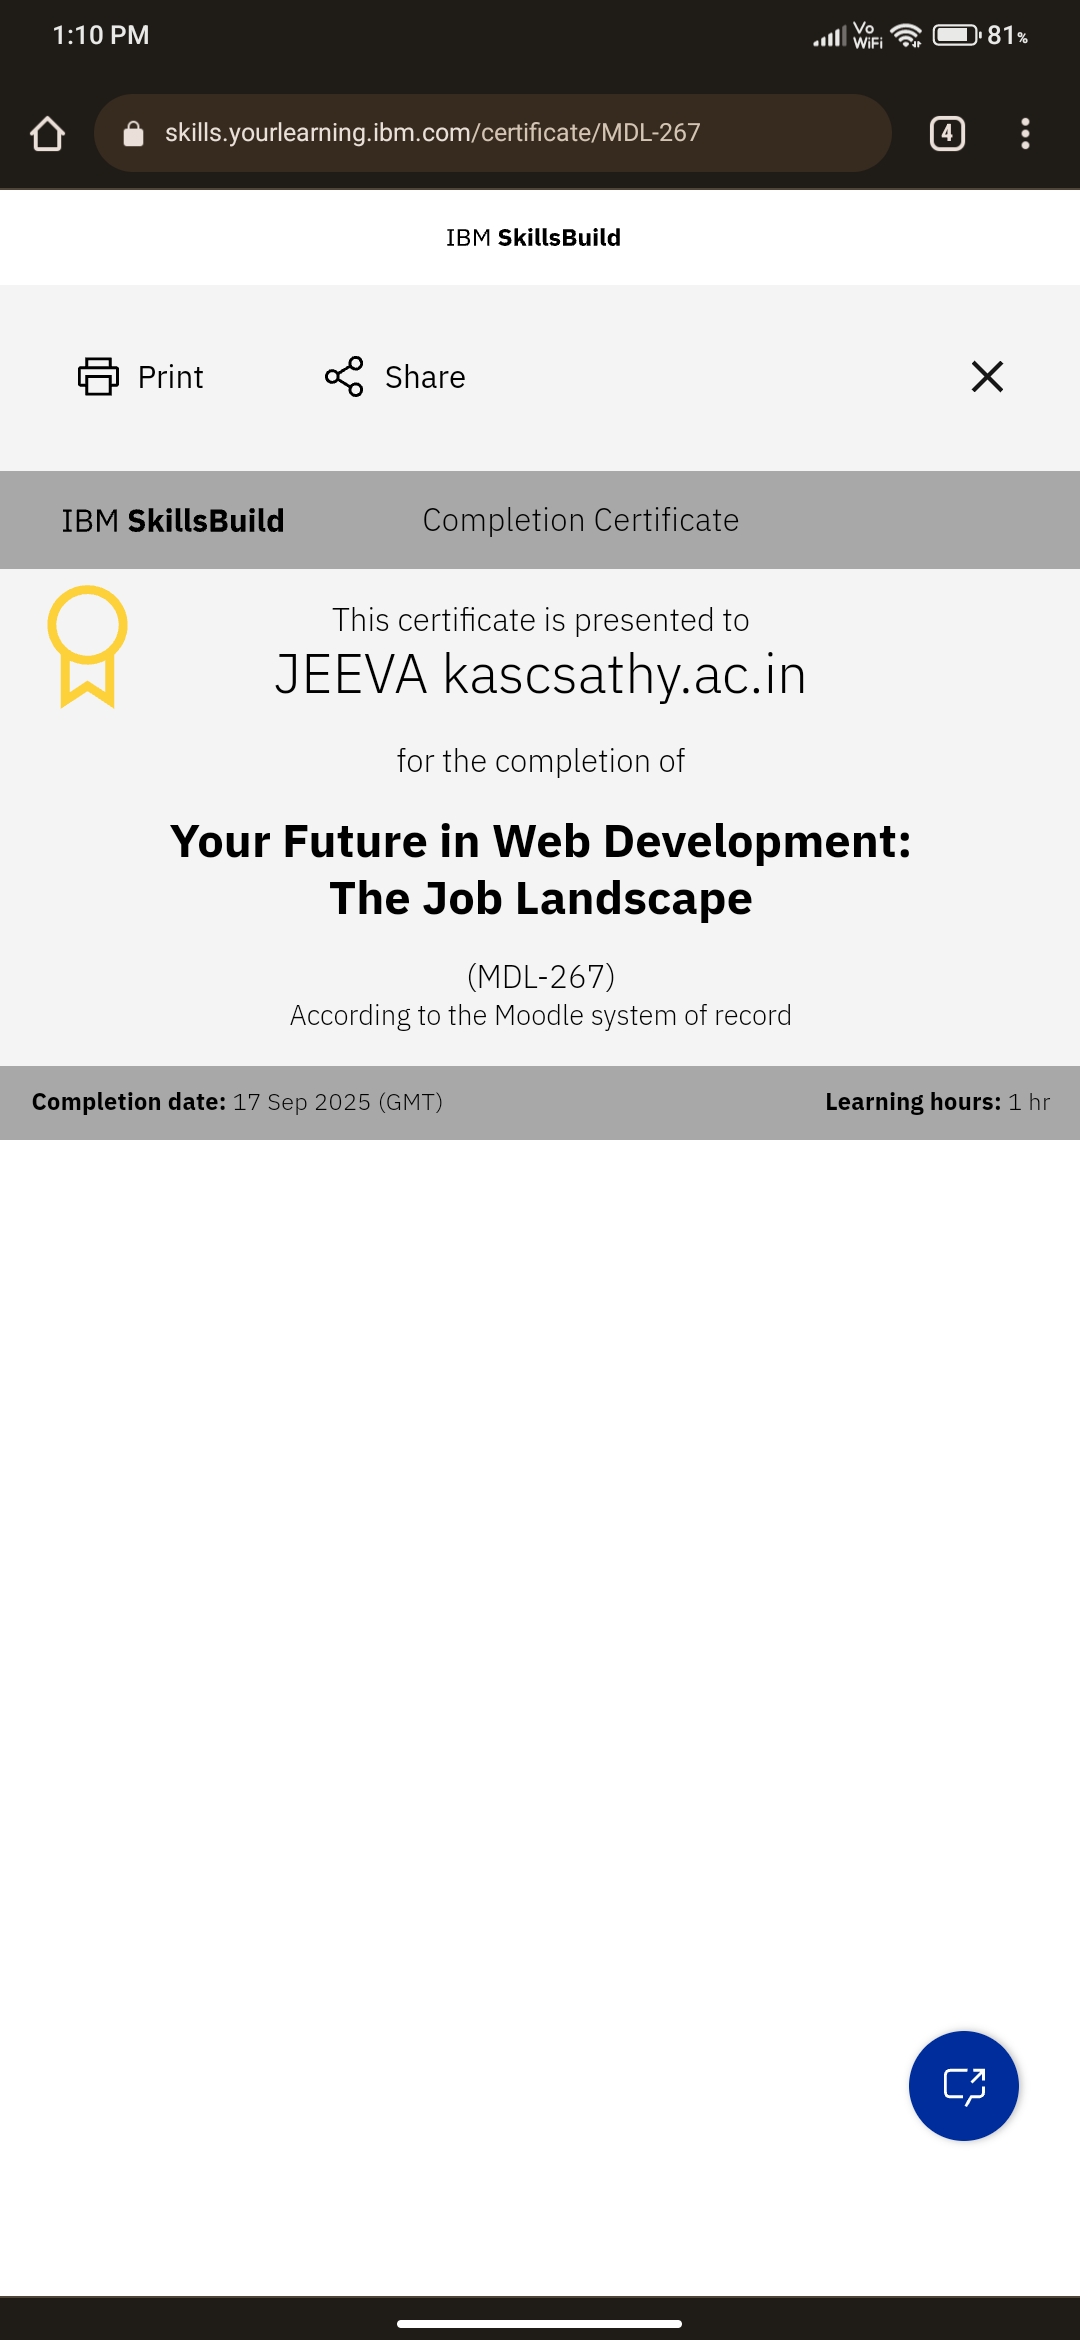 1:10 PM
Vo WiFi 81%
skills.yourlearning.ibm.com/certificate/MDL-267
4
IBM SkillsBuild
Print Share
IBM SkillsBuild Completion Certificate
This certificate is presented to
JEEVA kascsathy.ac.in
for the completion of
Your Future in Web Development:
The Job Landscape
(MDL-267)
According to the Moodle system of record
Completion date: 17 Sep 2025 (GMT) Learning hours: 1 hr